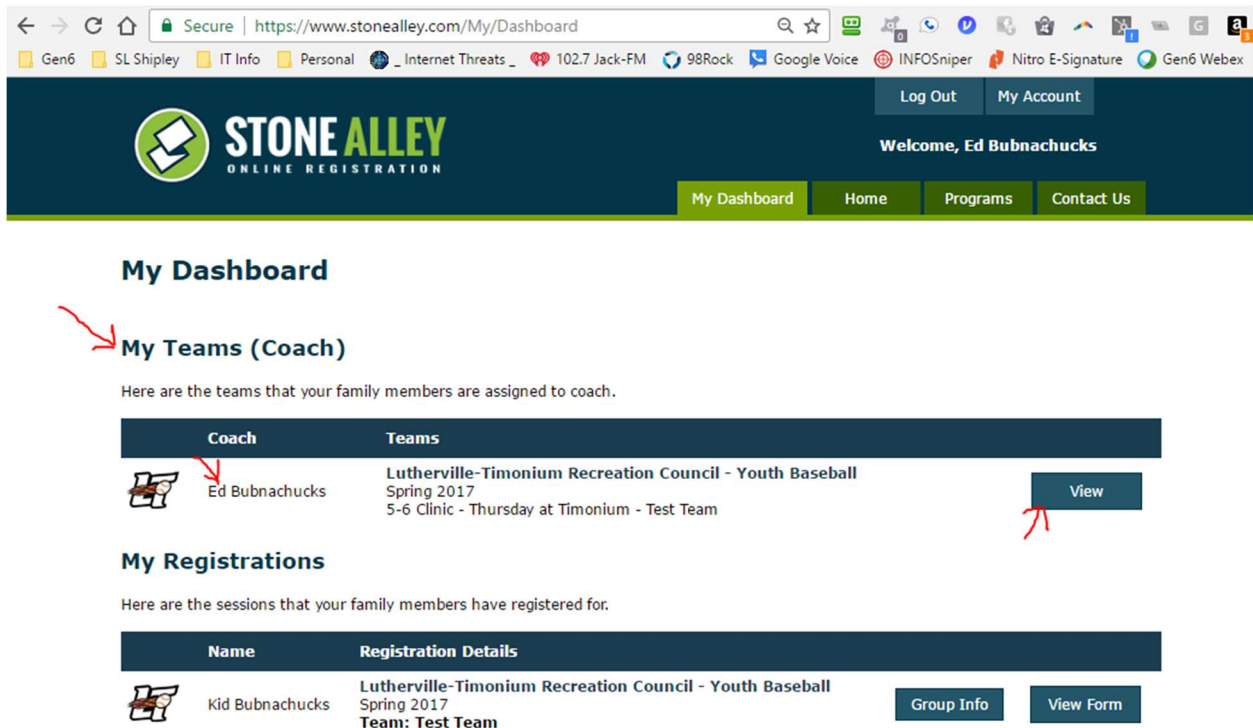 Secure | https://www.stonealley.com/My/Dashboard
0 ! G a 3
Gen6 SL Shipley IT Info Personal _ Internet Threats _ 102.7 Jack-FM 98Rock Google Voice INFOSniper Nitro E-Signature Gen6 Webex
Log Out My Account
STONE ALLEY
ONLINE REGISTRATION
Welcome, Ed Bubnachucks
My Dashboard Home Programs Contact Us
My Dashboard
My Teams (Coach)
Here are the teams that your family members are assigned to coach.
Coach Teams
Lutherville-Timonium Recreation Council - Youth Baseball
Ed Bubnachucks Spring 2017 View
5-6 Clinic - Thursday at Timonium - Test Team
My Registrations
Here are the sessions that your family members have registered for.
Name Registration Details
Lutherville-Timonium Recreation Council - Youth Baseball
Kid Bubnachucks Spring 2017 Group Info View Form
Team: Test Team